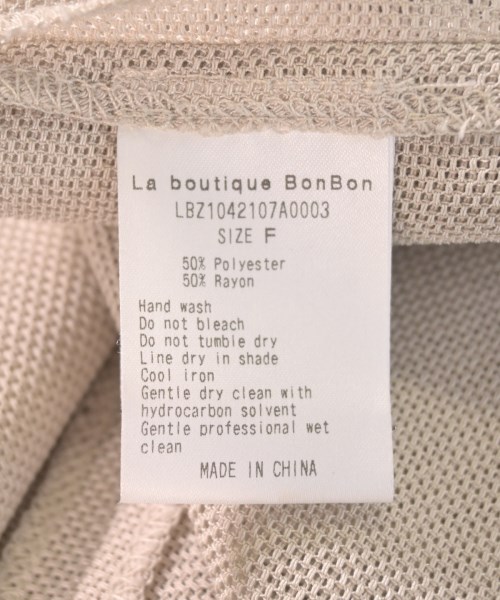 La boutique BonBon
LBZ1042107A0003
SIZE F
50% Polyester
50% Rayon
Hand wash
Do not bleach
Do not tumble dry
Line dry in shade
Cool iron
Gentle dry clean with
hydrocarbon solvent
Gentle professional wet
clean
MADE IN CHINA